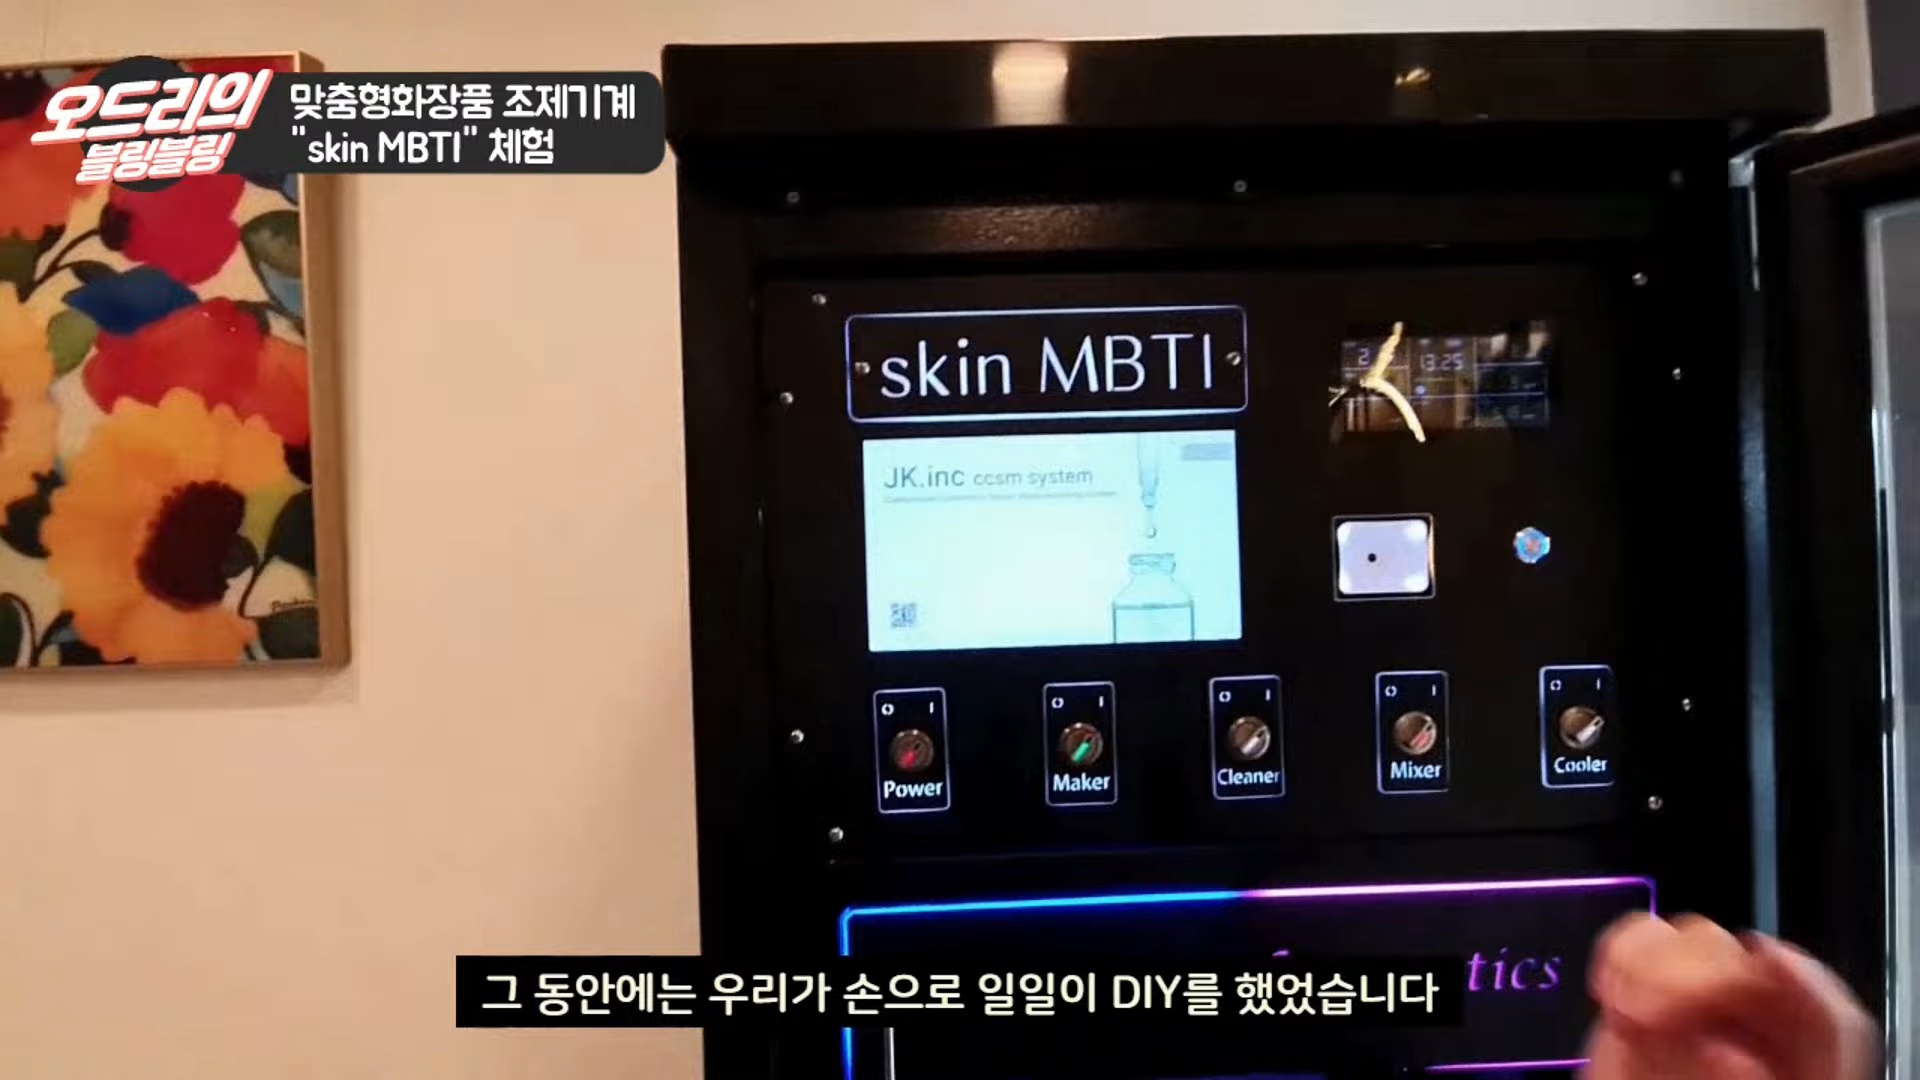 오드리의
블링블링
맞춤형화장품 조제기계
"skin MBTI" 체험
skin MBTI
13.25
JK.inc ccsm system
O I
Power
O I
Maker
O I
Cleaner
O I
Mixer
O I
Cooler
tics
그 동안에는 우리가 손으로 일일이 DIY를 했었습니다